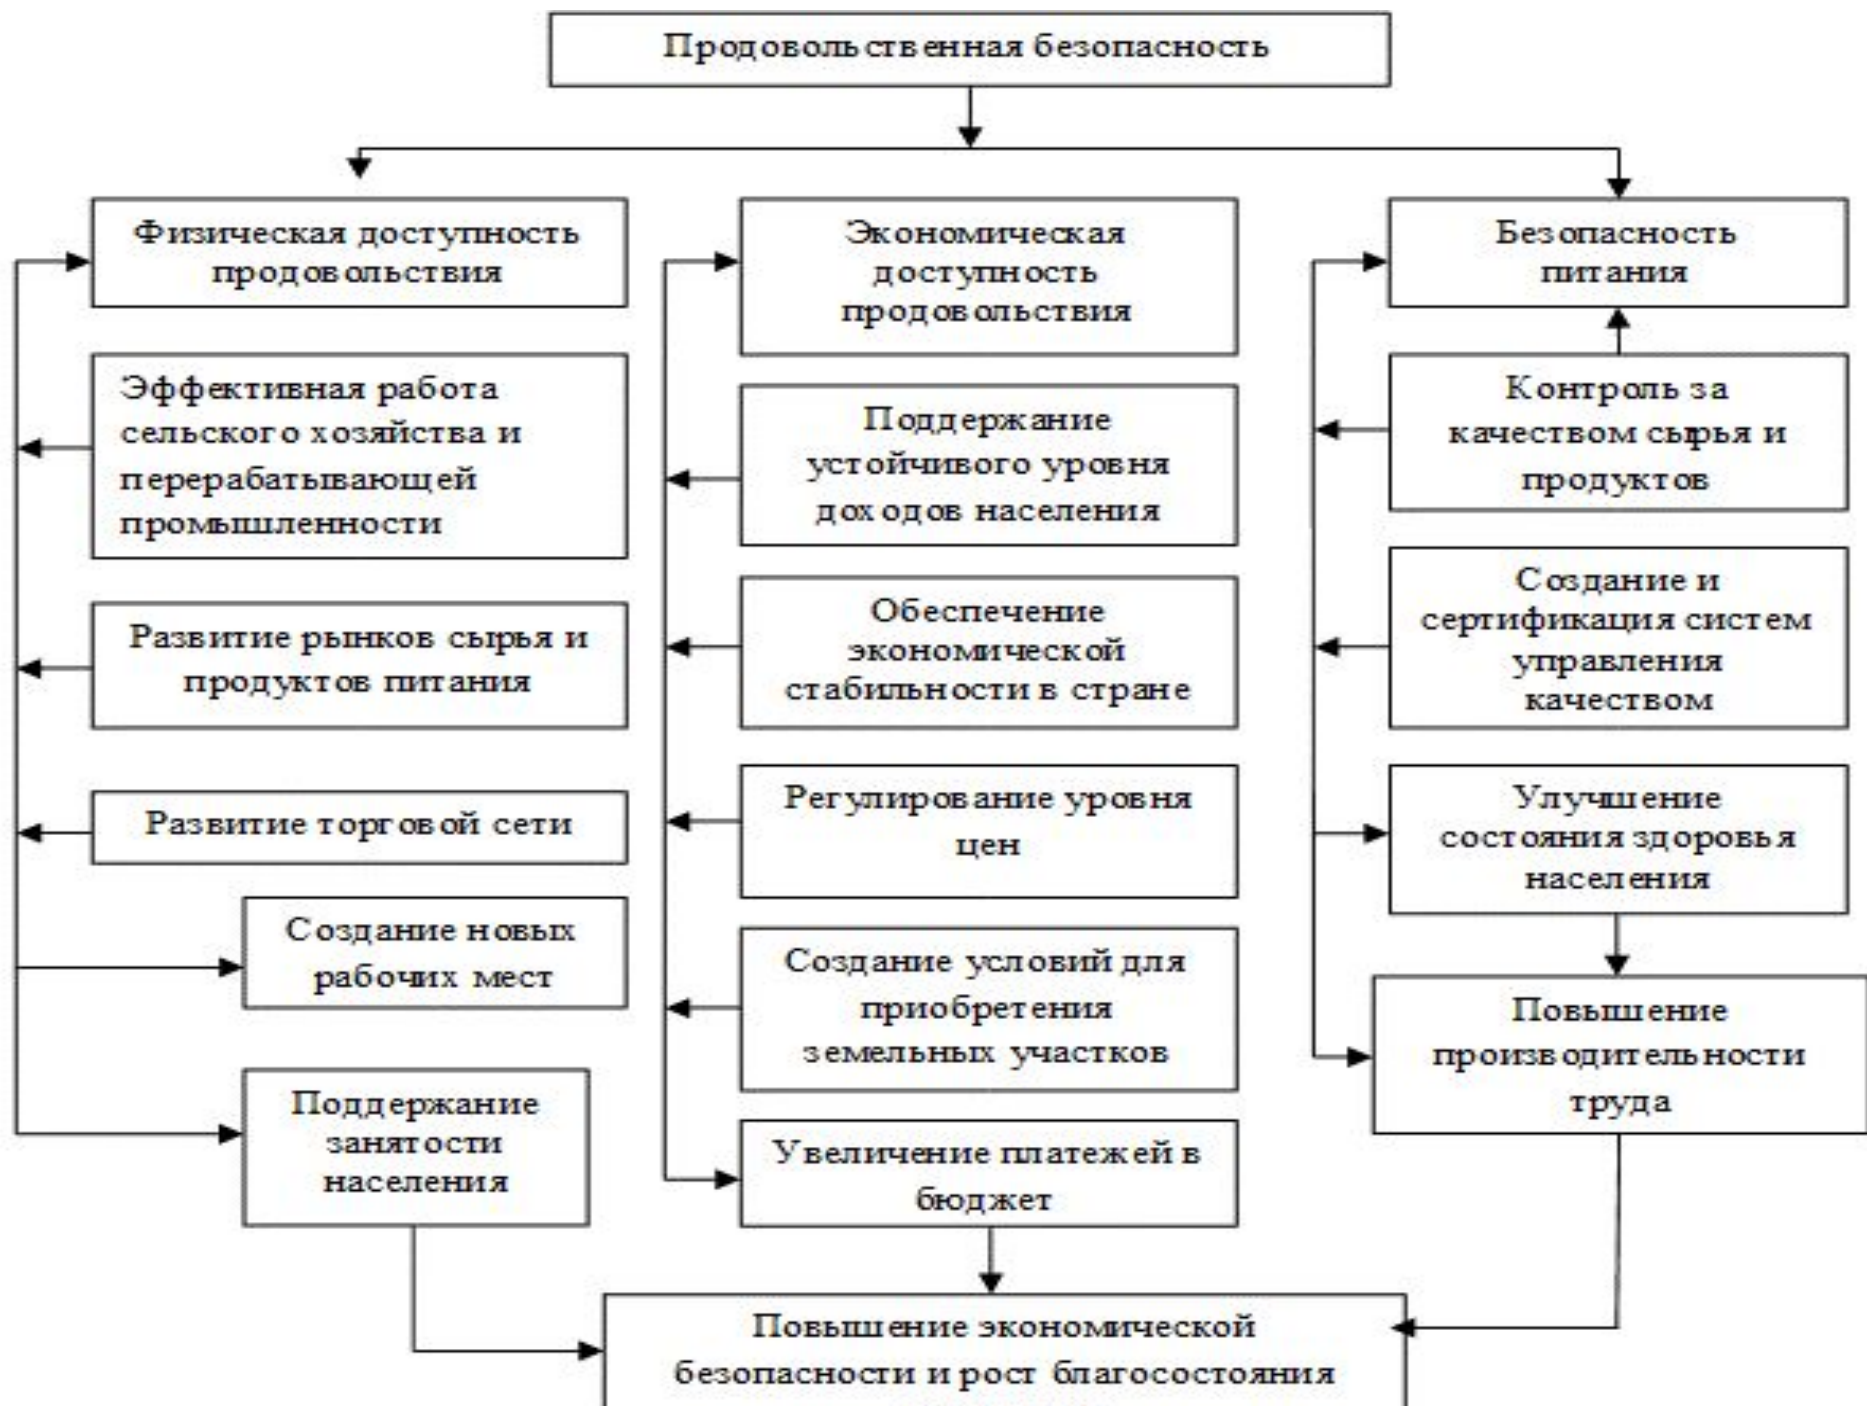 Продовольственная безопасность
Физическая доступность
продовольствия
Эффективная работа
сельского хозяйства и
перерабатывающей
промышленности
Развитие рынков сырья и
продуктов питания
Развитие торговой сети
Создание новых
рабочих мест
Поддержание
занятости
населения
Экономическая
доступность
продовольствия
Поддержание
устойчивого уровня
доходов населения
Обеспечение
экономической
стабильности в стране
Регулирование уровня
цен
Создание условий для
приобретения
земельных участков
Увеличение платежей в
бюджет
Безопасность
питания
Контроль за
качеством сырья и
продуктов
Создание и
сертификация систем
управления
качеством
Улучшение
состояния здоровья
населения
Повышение
производительности
труда
Повышение экономической
безопасности и рост благосостояния